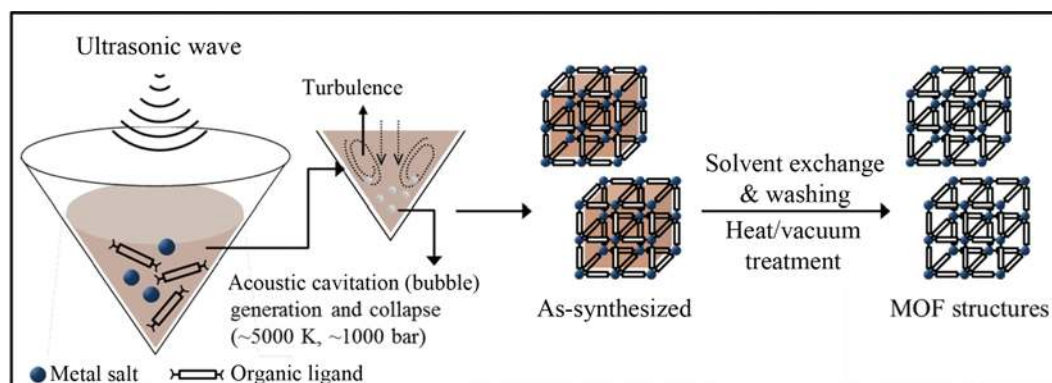 Ultrasonic wave
Turbulence
Acoustic cavitation (bubble)
generation and collapse
(~5000 K, ~1000 bar)
Metal salt
Organic ligand
As-synthesized
Solvent exchange
& washing
Heat/vacuum
treatment
MOF structures